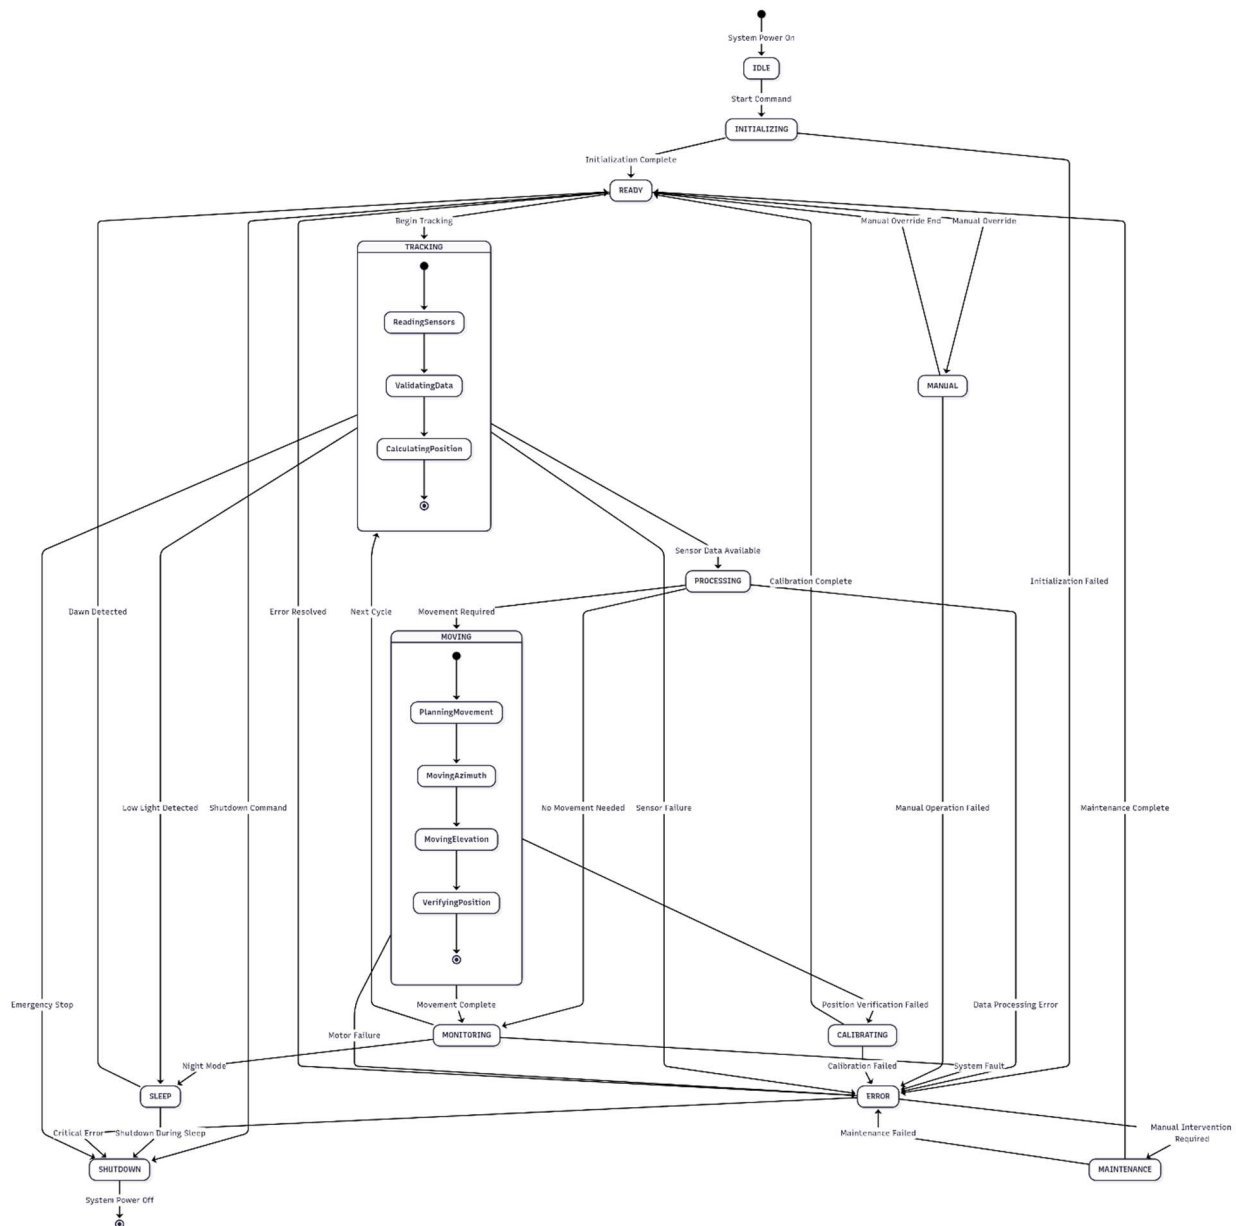 System Power On
IDLE
Start Command
INITIALIZING
Initialization Complete
READY
Begin Tracking
Manual Override End
Manual Override
TRACKING
ReadingSensors
ValidatingData
MANUAL
CalculatingPosition
Sensor Data Available
PROCESSING
Calibration Complete
Initialization Failed
Dawn Detected
Error Resolved
Next Cycle
Movement Required
MOVING
PlanningMovement
MovingAzimuth
Low Light Detected
Shutdown Command
No Movement Needed
Sensor Failure
Manual Operation Failed
Maintenance Complete
MovingElevation
VerifyingPosition
Emergency Stop
Movement Complete
Position Verification Failed
Data Processing Error
Motor Failure
MONITORING
CALIBRATING
Night Mode
Calibration Failed
System Fault
SLEEP
ERROR
Critical Error
Shutdown During Sleep
Maintenance Failed
Manual Intervention
Required
SHUTDOWN
MAINTENANCE
System Power Off